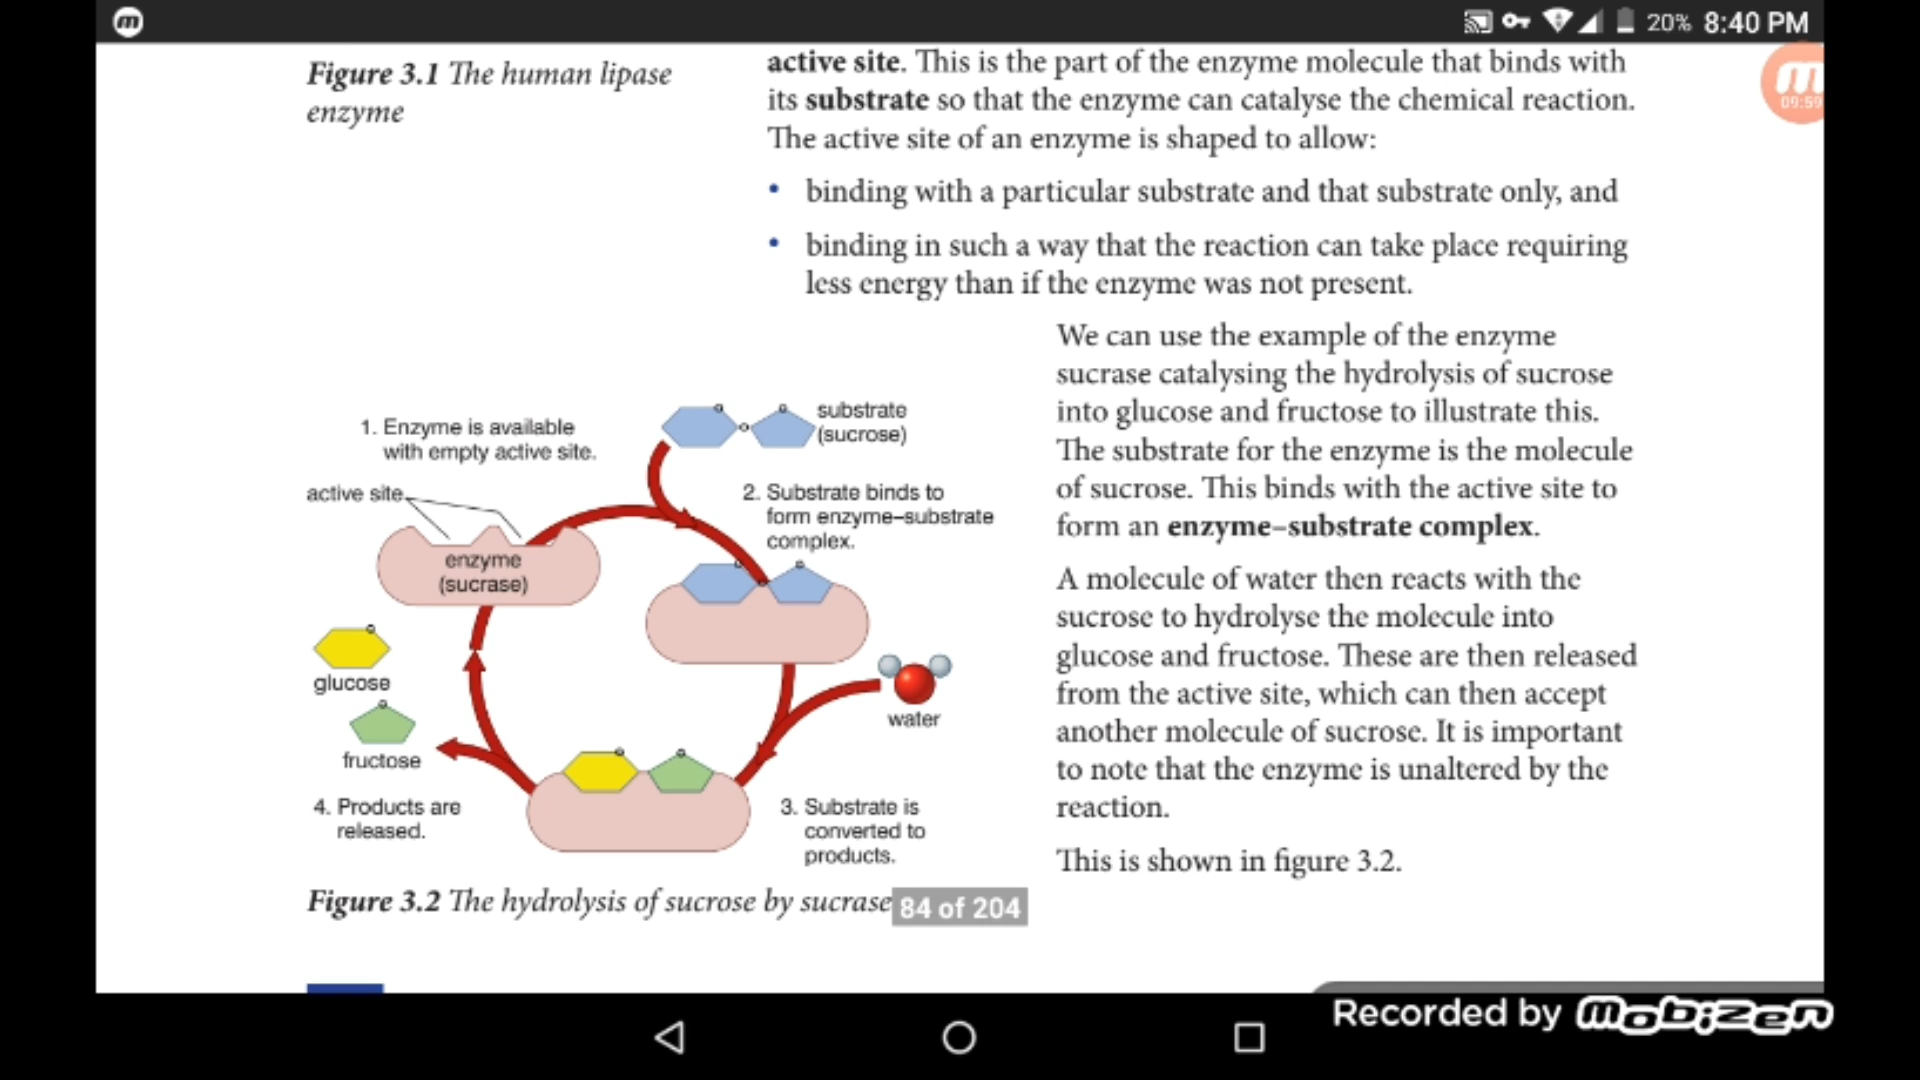 20% 8:40 PM
09:59
Figure 3.1 The human lipase
enzyme
active site. This is the part of the enzyme molecule that binds with
its substrate so that the enzyme can catalyse the chemical reaction.
The active site of an enzyme is shaped to allow:
• binding with a particular substrate and that substrate only, and
• binding in such a way that the reaction can take place requiring
less energy than if the enzyme was not present.
We can use the example of the enzyme
sucrase catalysing the hydrolysis of sucrose
into glucose and fructose to illustrate this.
The substrate for the enzyme is the molecule
of sucrose. This binds with the active site to
form an enzyme–substrate complex.
A molecule of water then reacts with the
sucrose to hydrolyse the molecule into
glucose and fructose. These are then released
from the active site, which can then accept
another molecule of sucrose. It is important
to note that the enzyme is unaltered by the
reaction.
This is shown in figure 3.2.
1. Enzyme is available
with empty active site.
active site
enzyme
(sucrase)
substrate
(sucrose)
2. Substrate binds to
form enzyme–substrate
complex.
water
3. Substrate is
converted to
products.
glucose
fructose
4. Products are
released.
Figure 3.2 The hydrolysis of sucrose by sucrase
84 of 204
Recorded by mobizen